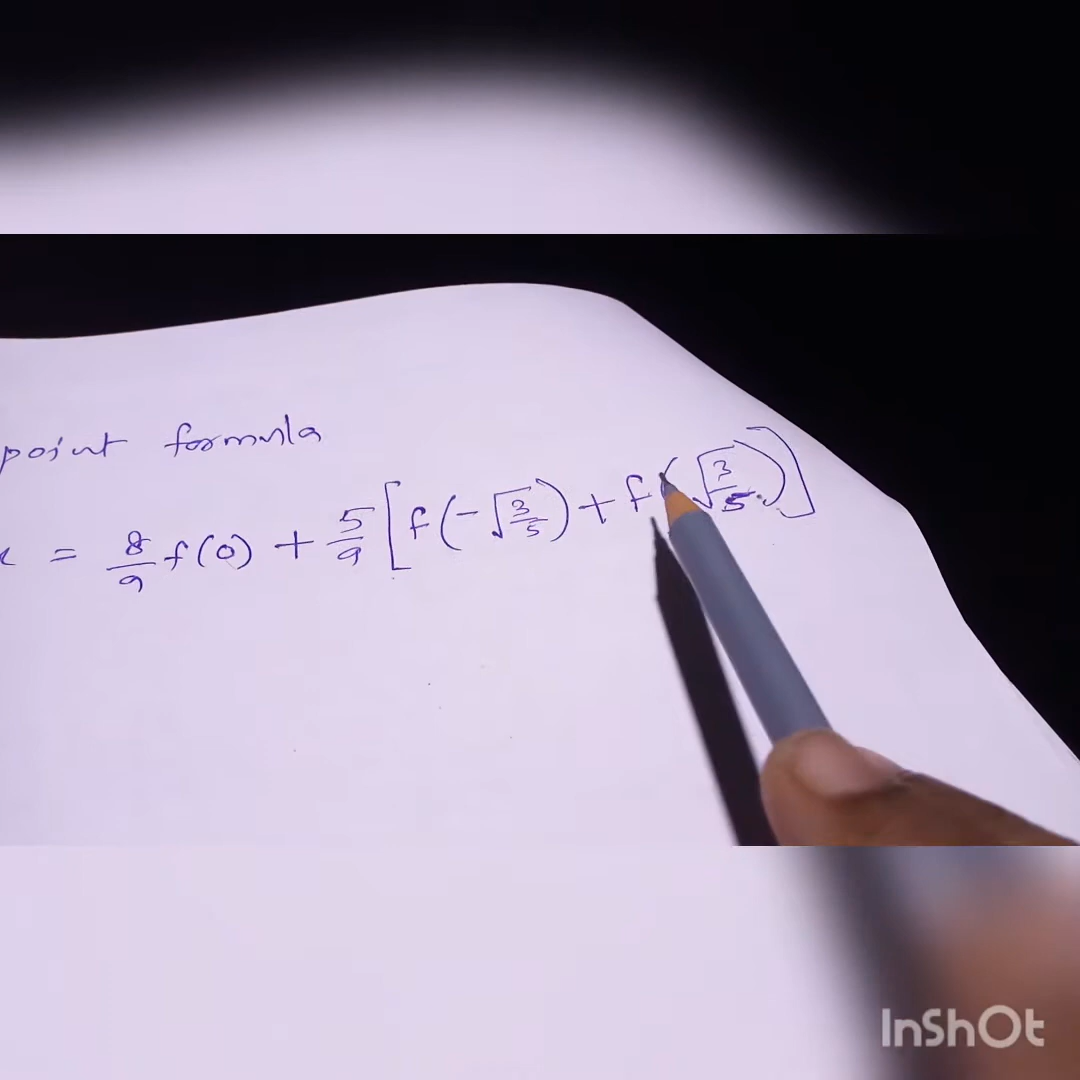 point formula
= 8/9 f(0) + 5/9 [f(-√3/5) + f(√3/5)]
InShOt